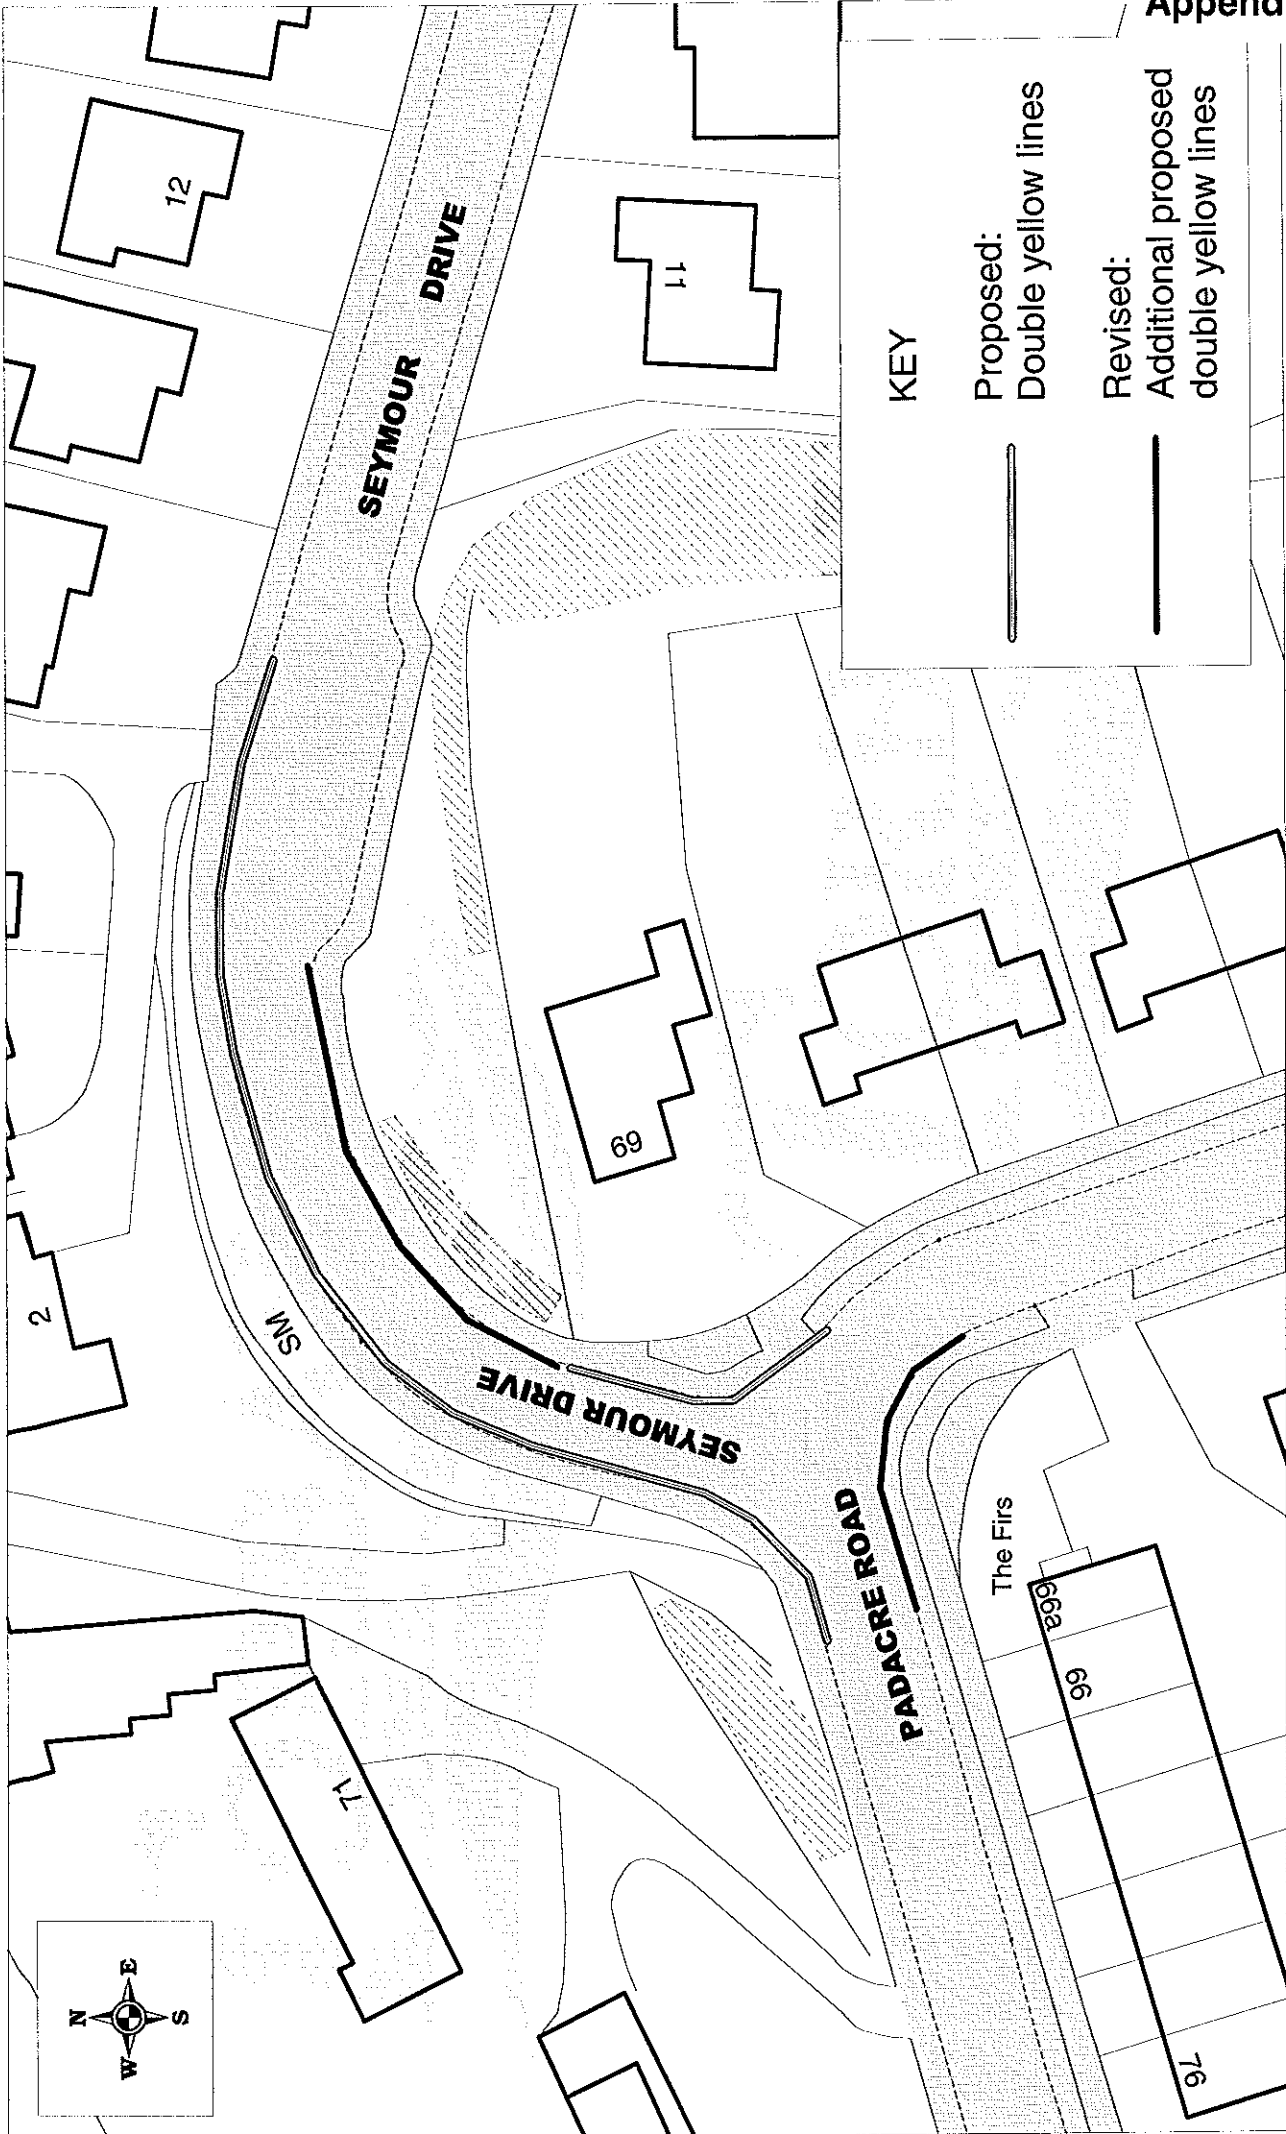 Append
12
SEYMOUR DRIVE
11
KEY
Proposed:
Double yellow lines
Revised:
Additional proposed
double yellow lines
2
SM
69
SEYMOUR DRIVE
PADACRE ROAD
The Firs
66a
66
71
76
N
E
S
W